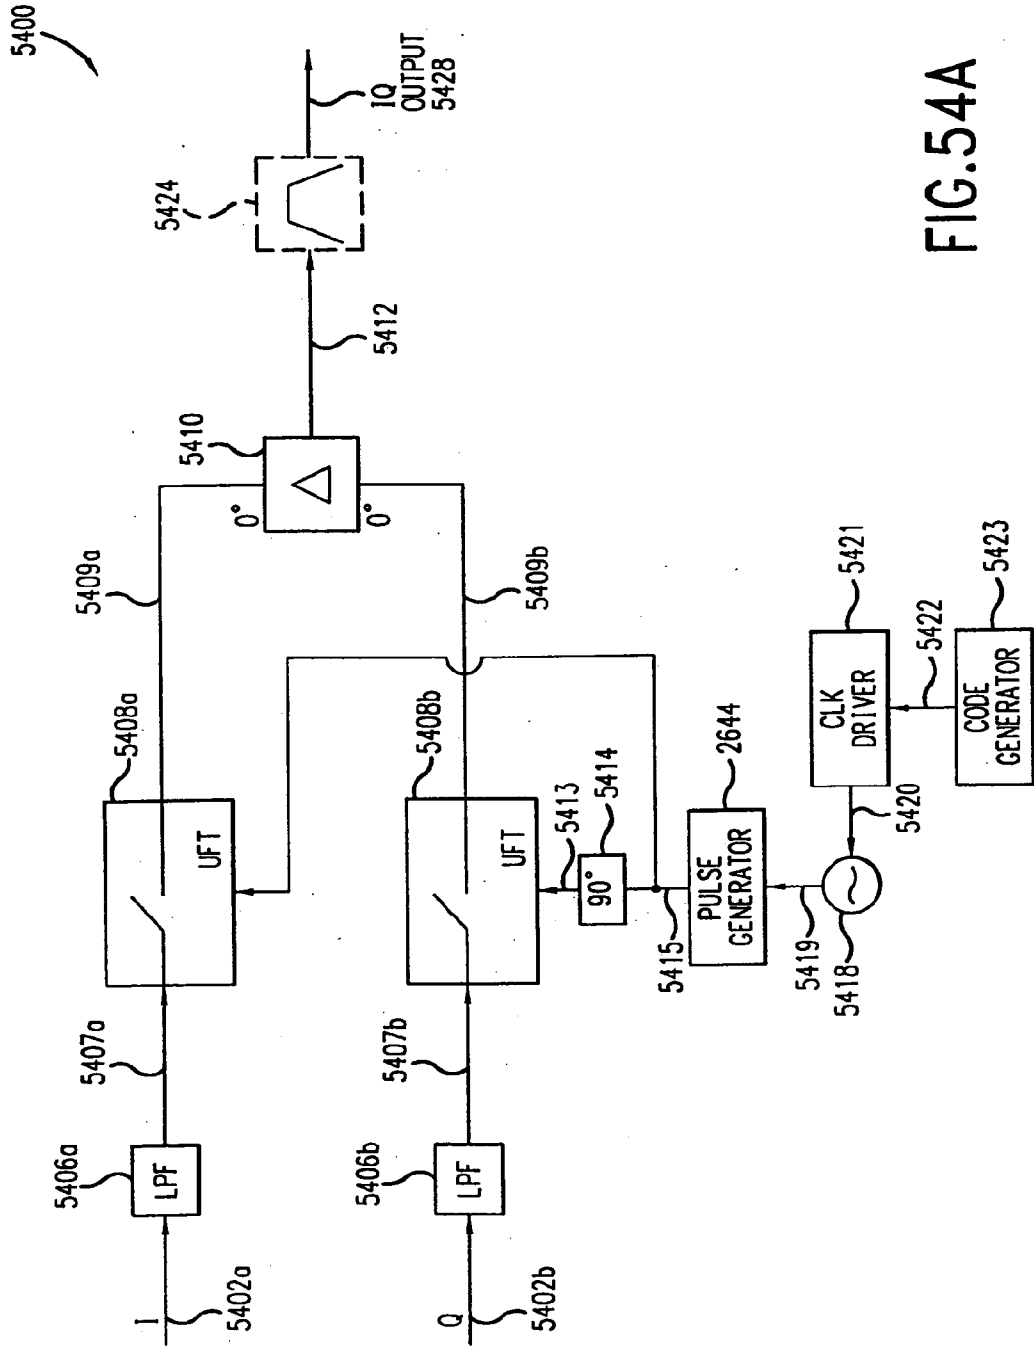 5400
I
5402a
5406a
LPF
5407a
5408a
UFT
5409a
5410
0°
0°
5412
5424
IQ
OUTPUT
5428
Q
5402b
5406b
LPF
5407b
5408b
UFT
5409b
5413
5414
90°
5415
PULSE
GENERATOR
2644
5419
5418
5420
CLK
DRIVER
5421
5422
CODE
GENERATOR
5423
FIG.54A